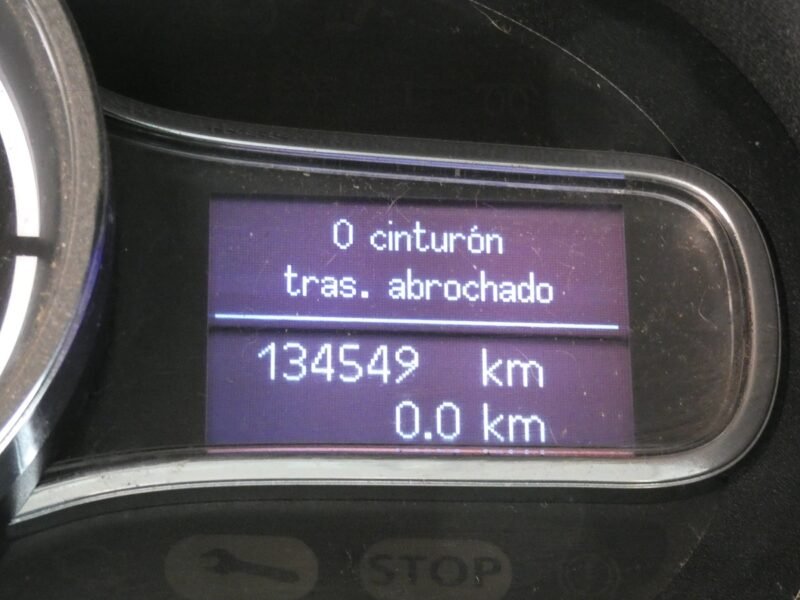 0 cinturón
tras. abrochado
134549 km
0.0 km
STOP